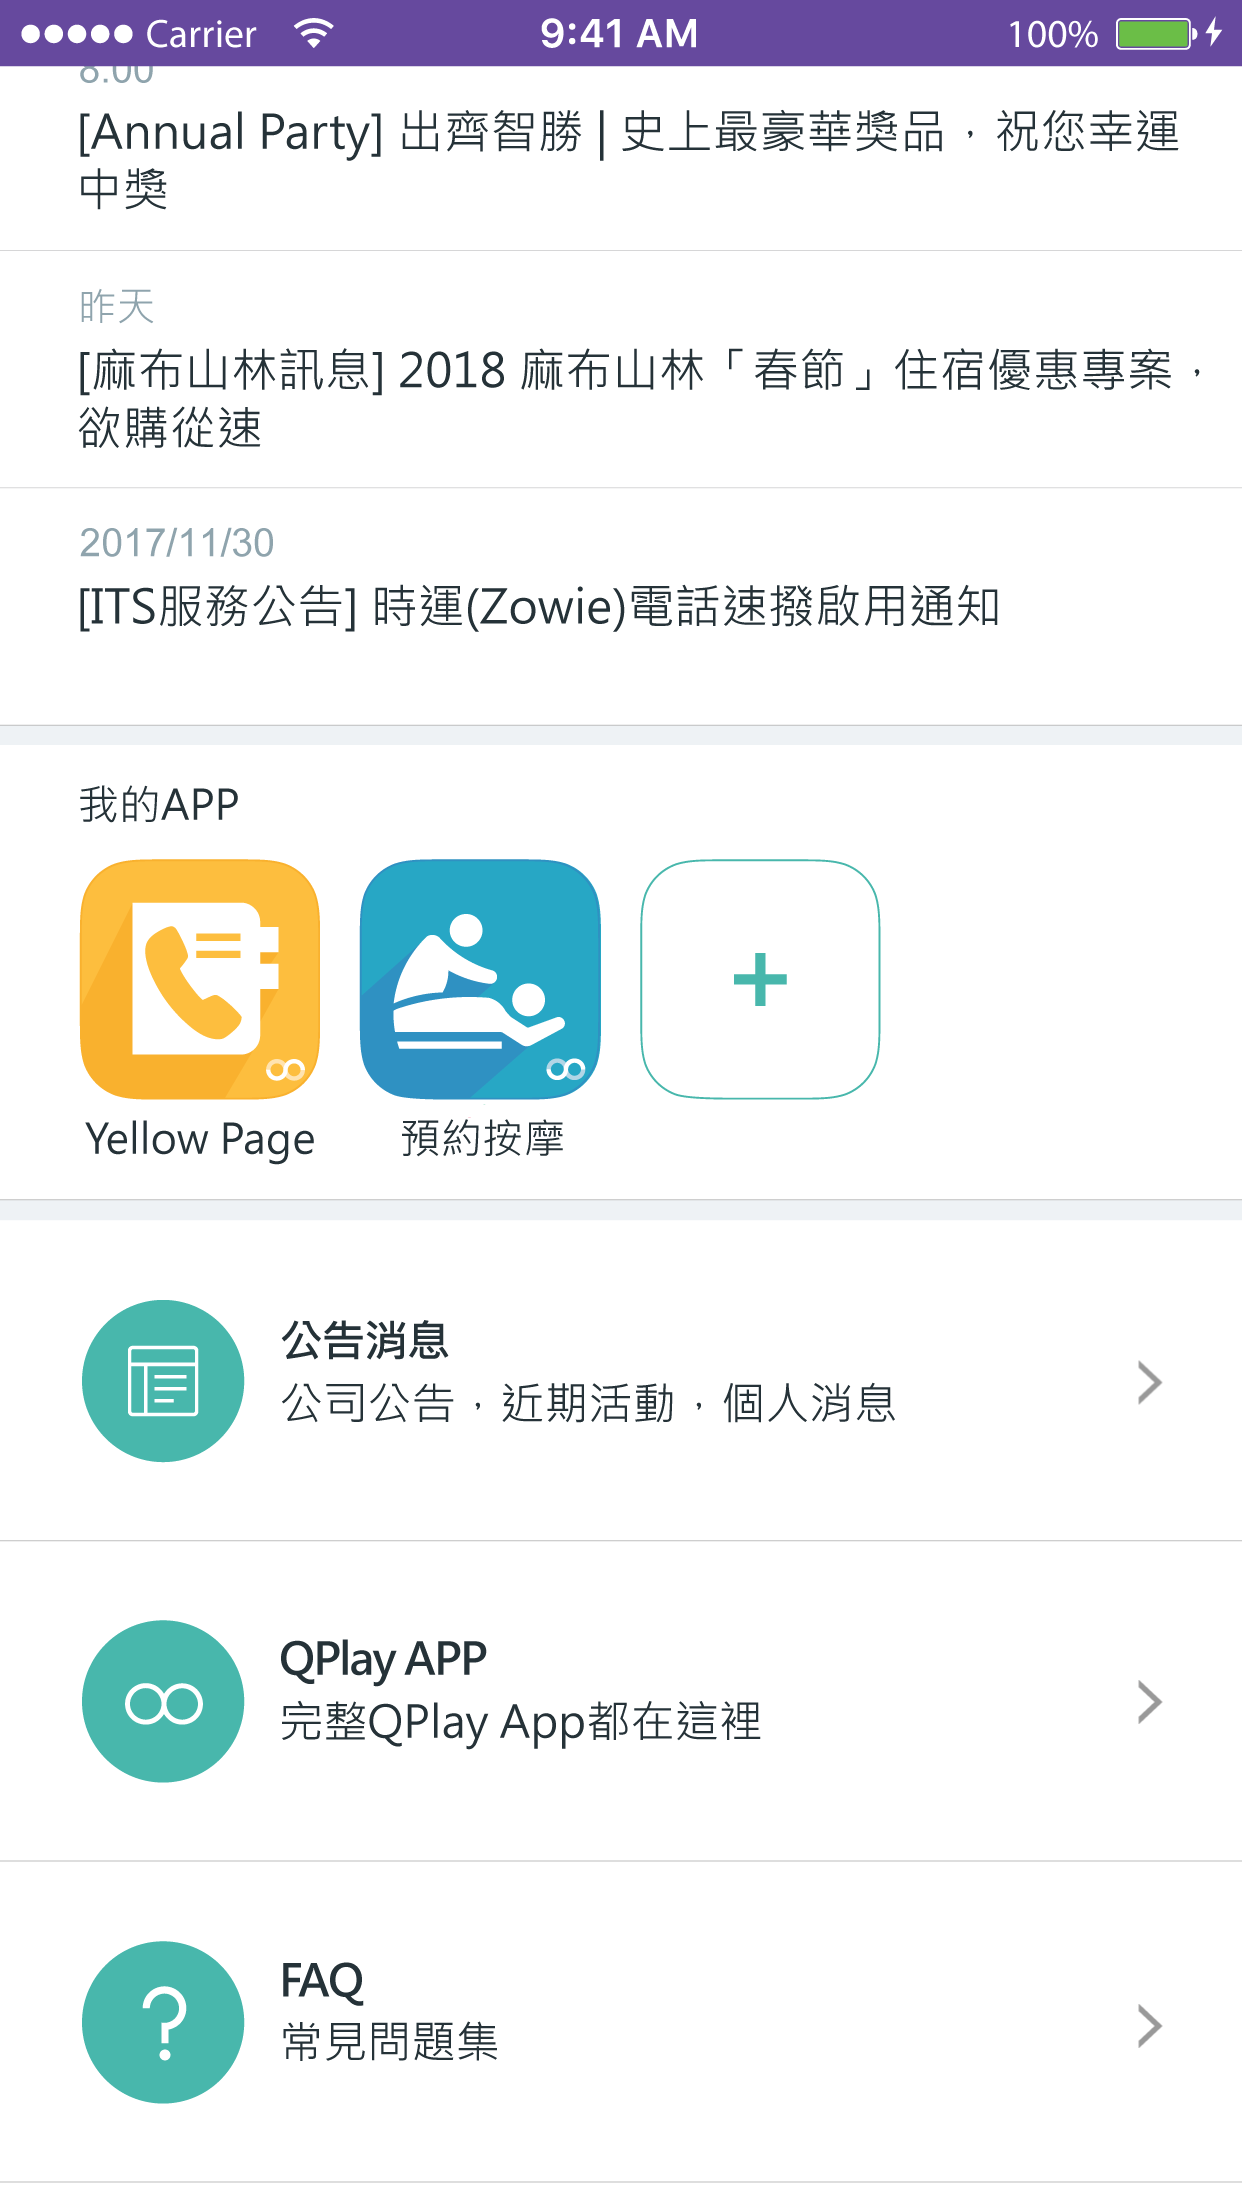 Carrier
9:41 AM
100%
8:00
[Annual Party] 出齊智勝 | 史上最豪華獎品，祝您幸運
中獎
昨天
[麻布山林訊息] 2018 麻布山林「春節」住宿優惠專案，
欲購從速
2017/11/30
[ITS服務公告] 時運(Zowie)電話速撥啟用通知
我的APP
Yellow Page
預約按摩
公告消息
公司公告，近期活動，個人消息
QPlay APP
完整QPlay App都在這裡
FAQ
常見問題集